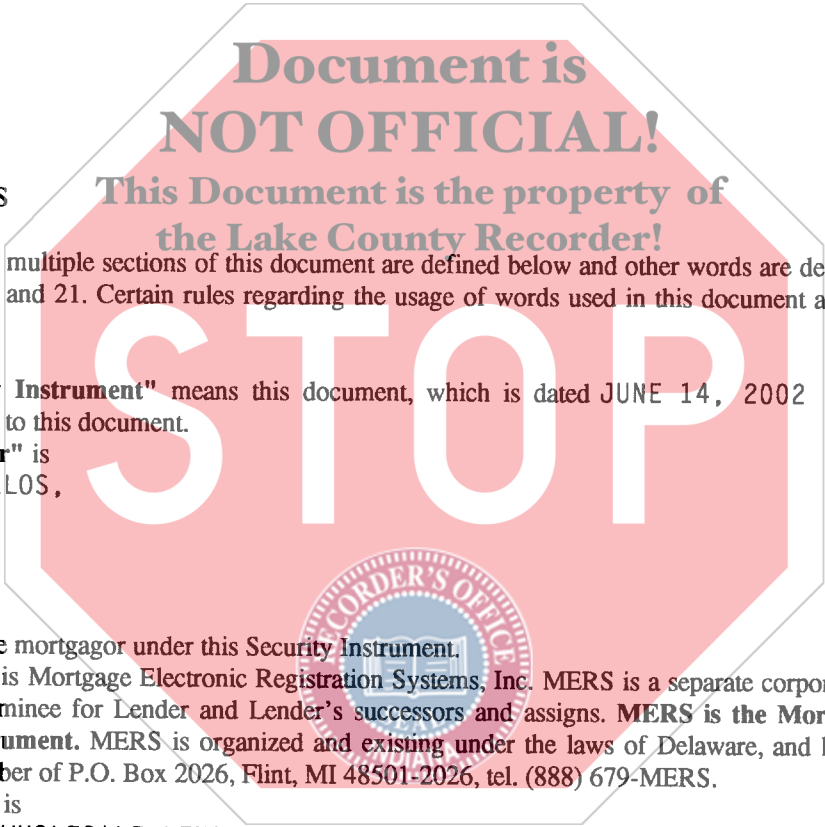 Document is
NOT OFFICIAL!
This Document is the property of
the Lake County Recorder!
S
multiple sections of this document are defined below and other words are de
and 21. Certain rules regarding the usage of words used in this document a
STOP
Instrument" means this document, which is dated JUNE 14, 2002
to this document.
r" is
LOS,
RECORDER'S OFFICE
e mortgagor under this Security Instrument.
is Mortgage Electronic Registration Systems, Inc. MERS is a separate corpor
minee for Lender and Lender's successors and assigns. MERS is the Mor
ument. MERS is organized and existing under the laws of Delaware, and
ber of P.O. Box 2026, Flint, MI 48501-2026, tel. (888) 679-MERS.
INDIANA
is